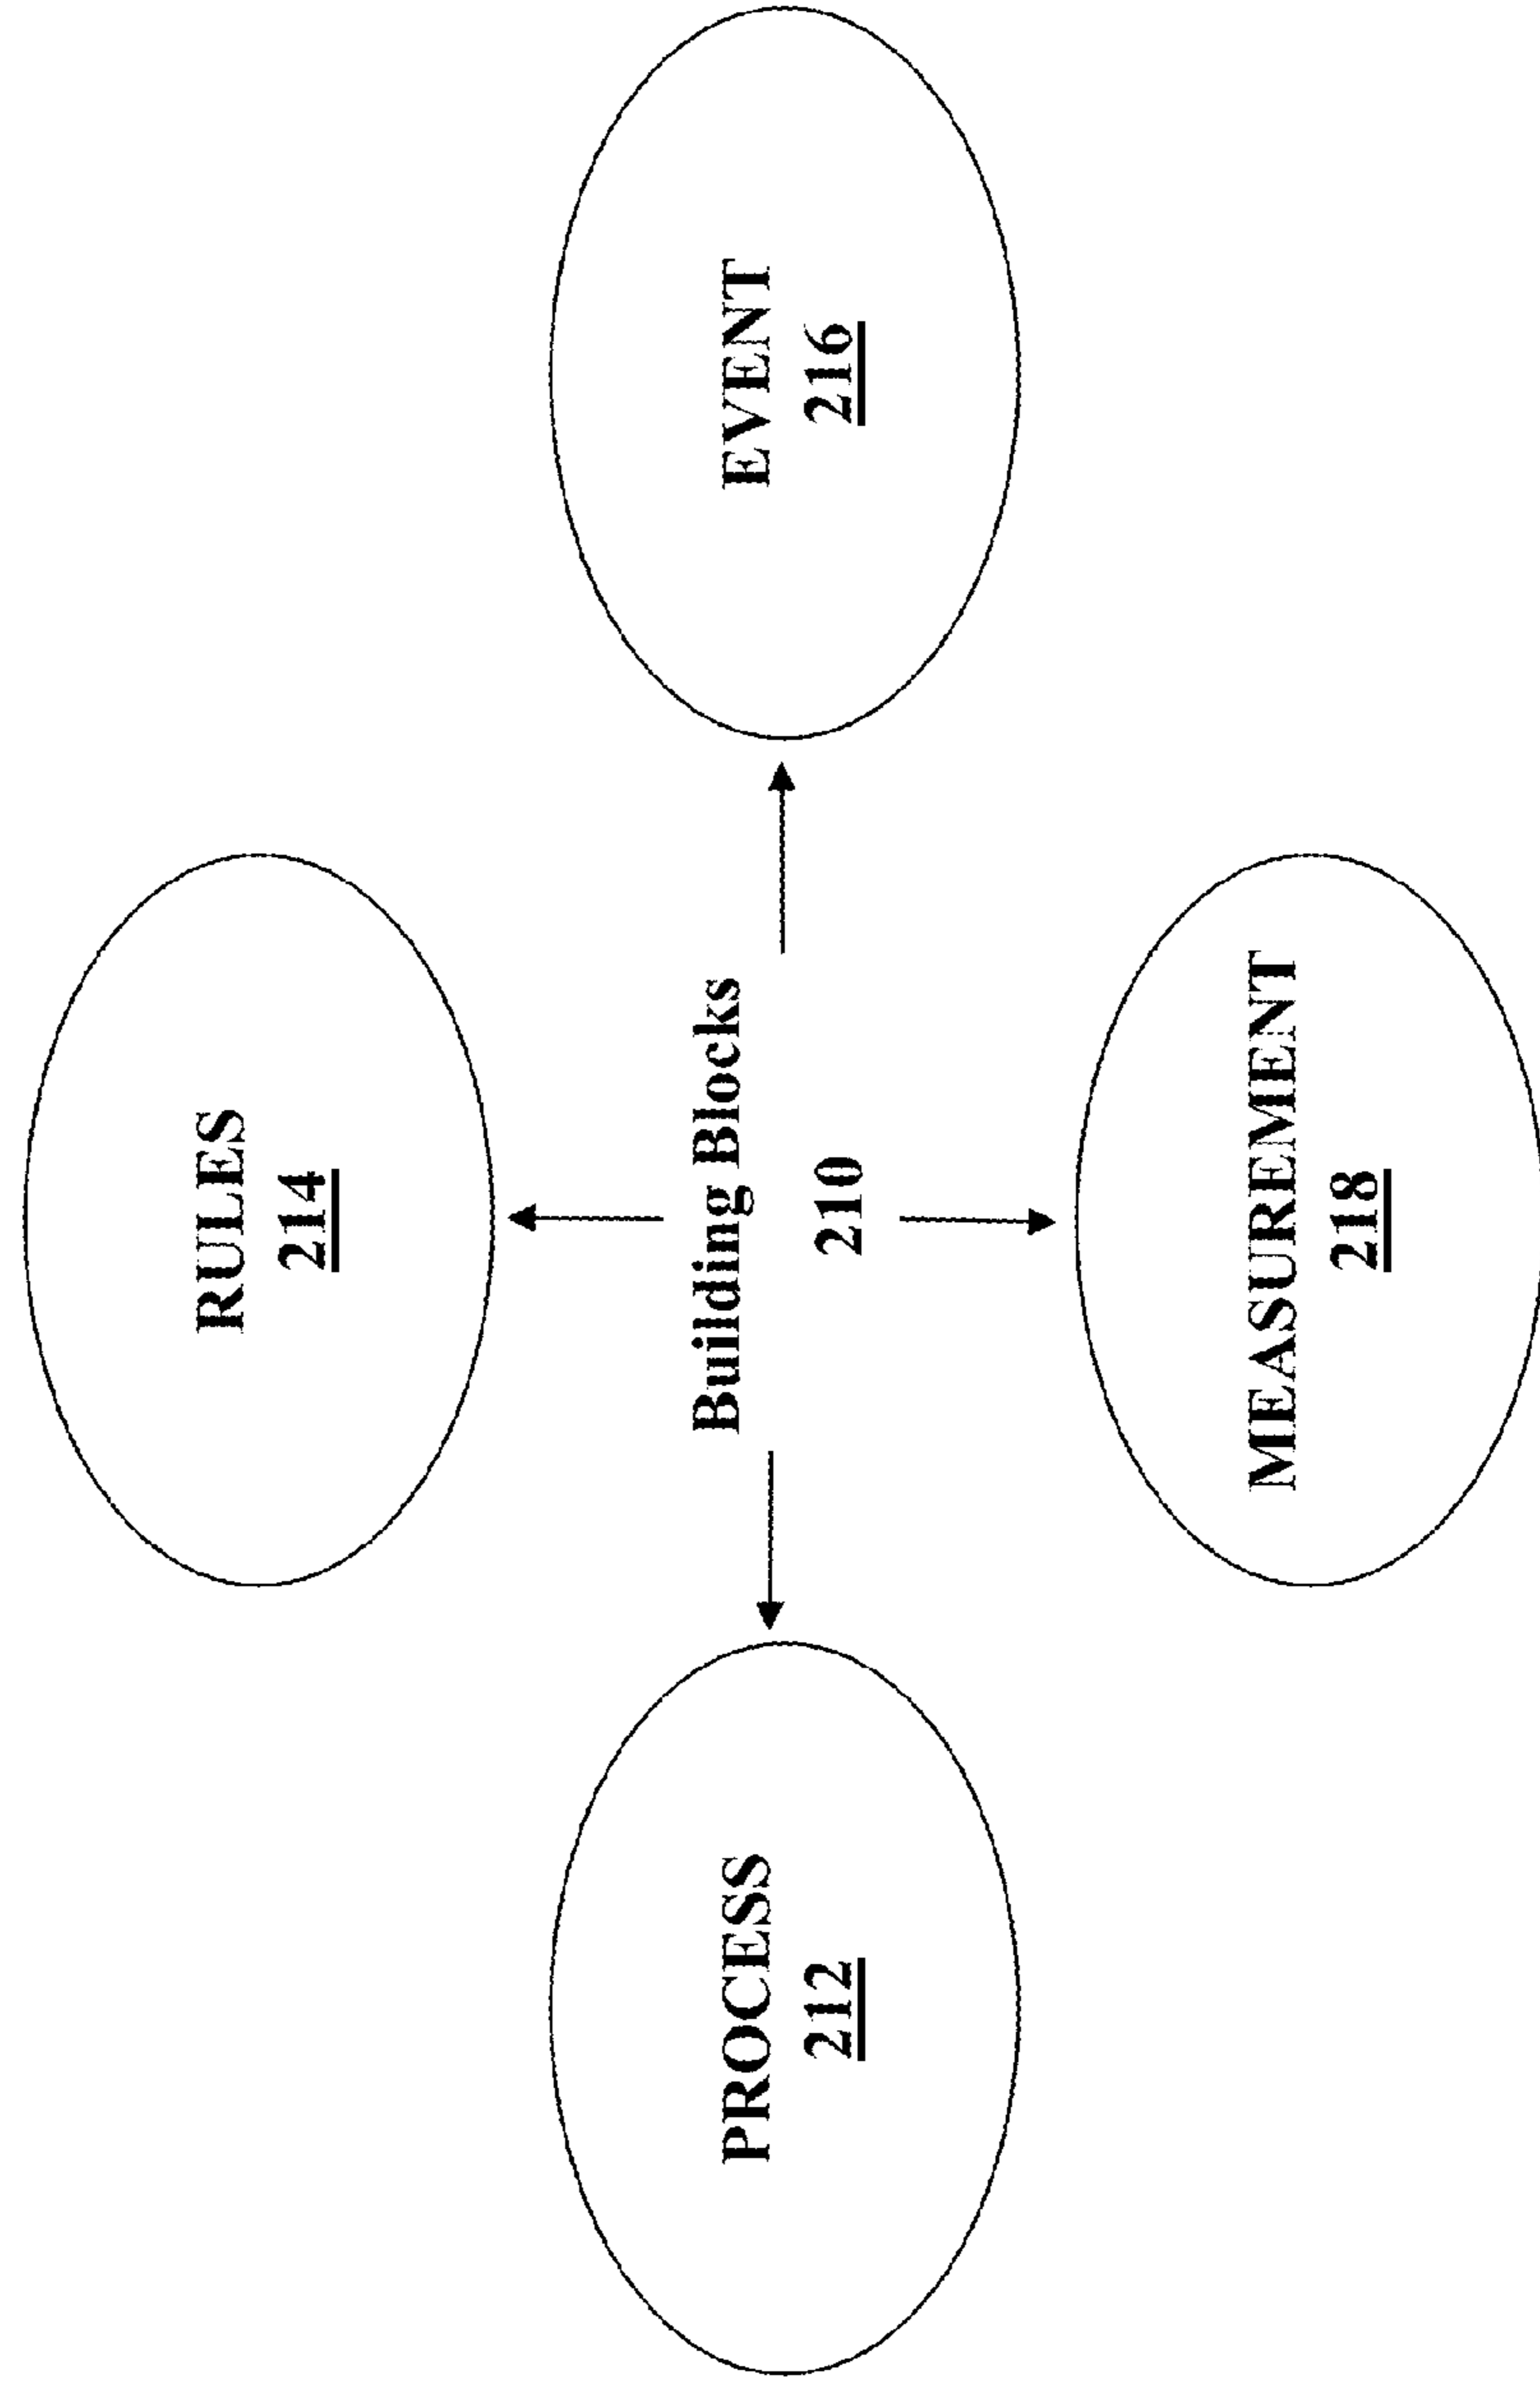 RULES
214
PROCESS
212
Building Blocks
210
EVENT
216
MEASUREMENT
218